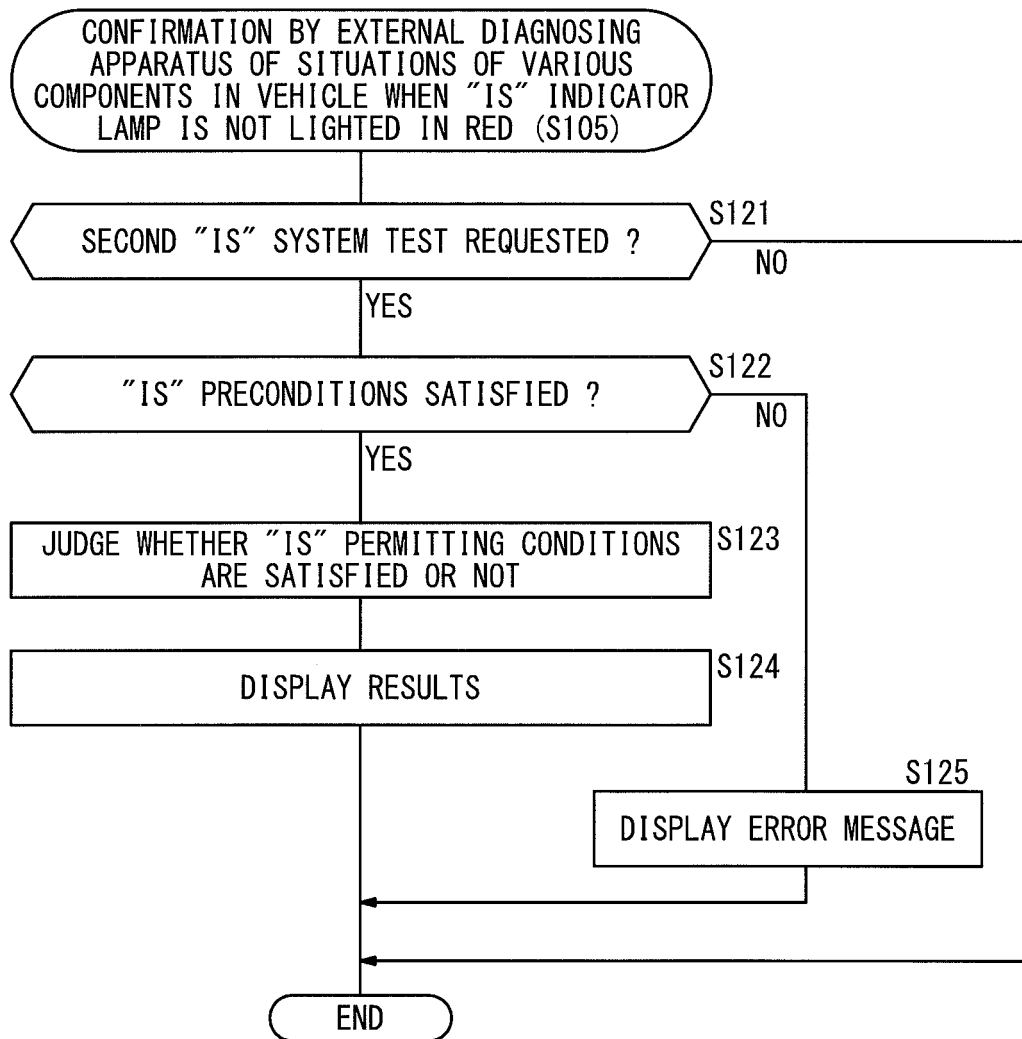 CONFIRMATION BY EXTERNAL DIAGNOSING
APPARATUS OF SITUATIONS OF VARIOUS
COMPONENTS IN VEHICLE WHEN "IS" INDICATOR
LAMP IS NOT LIGHTED IN RED (S105)
S121
SECOND "IS" SYSTEM TEST REQUESTED ?
NO
YES
S122
"IS" PRECONDITIONS SATISFIED ?
NO
YES
JUDGE WHETHER "IS" PERMITTING CONDITIONS
ARE SATISFIED OR NOT
S123
DISPLAY RESULTS
S124
S125
DISPLAY ERROR MESSAGE
END